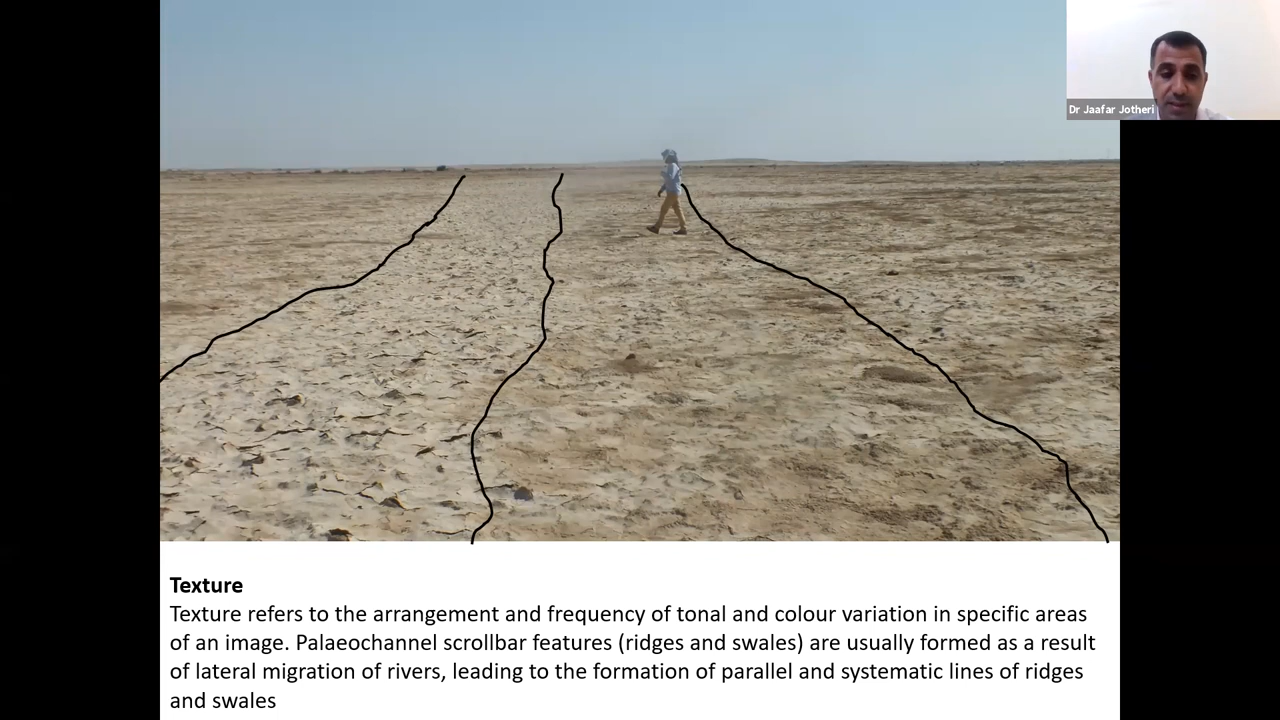 Dr Jaafar Jotheri
Texture
Texture refers to the arrangement and frequency of tonal and colour variation in specific areas
of an image. Palaeochannel scrollbar features (ridges and swales) are usually formed as a result
of lateral migration of rivers, leading to the formation of parallel and systematic lines of ridges
and swales